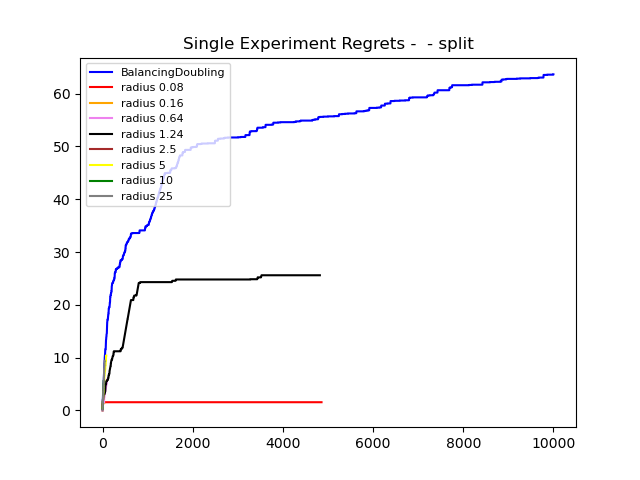 Single Experiment Regrets -  - split
BalancingDoubling
radius 0.08
radius 0.16
radius 0.64
radius 1.24
radius 2.5
radius 5
radius 10
radius 25
60
50
40
30
20
10
0
0 2000 4000 6000 8000 10000